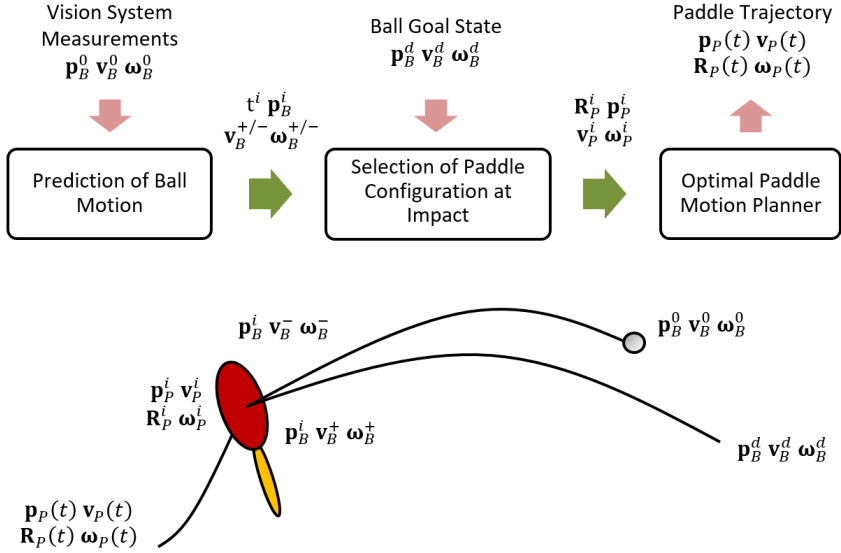 Vision System
Measurements
𝐩_B^0 𝐯_B^0 𝛚_B^0
Ball Goal State
𝐩_B^d 𝐯_B^d 𝛚_B^d
Paddle Trajectory
𝐩_P(t) 𝐯_P(t)
𝐑_P(t) 𝛚_P(t)
t^i 𝐩_B^i
𝐯_B^{+/-} 𝛚_B^{+/-}
𝐑_P^i 𝐩_P^i
𝐯_P^i 𝛚_P^i
Prediction of Ball
Motion
Selection of Paddle
Configuration at
Impact
Optimal Paddle
Motion Planner
𝐩_B^i 𝐯_B^- 𝛚_B^-
𝐩_B^0 𝐯_B^0 𝛚_B^0
𝐩_P^i 𝐯_P^i
𝐑_P^i 𝛚_P^i
𝐩_B^i 𝐯_B^+ 𝛚_B^+
𝐩_B^d 𝐯_B^d 𝛚_B^d
𝐩_P(t) 𝐯_P(t)
𝐑_P(t) 𝛚_P(t)